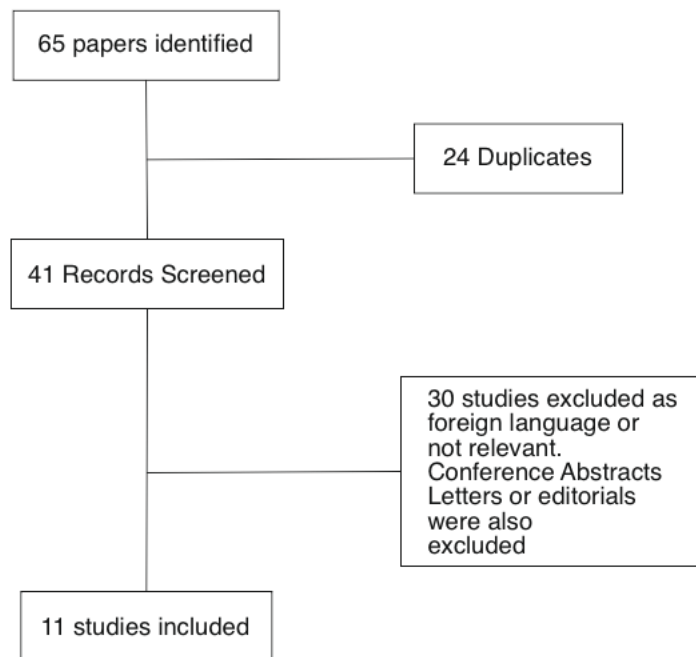 65 papers identified
24 Duplicates
41 Records Screened
30 studies excluded as
foreign language or
not relevant.
Conference Abstracts
Letters or editorials
were also
excluded
11 studies included